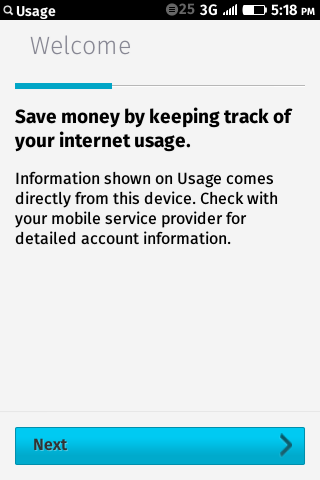 Usage 25 3G 5:18 PM
Welcome
Save money by keeping track of
your internet usage.
Information shown on Usage comes
directly from this device. Check with
your mobile service provider for
detailed account information.
Next